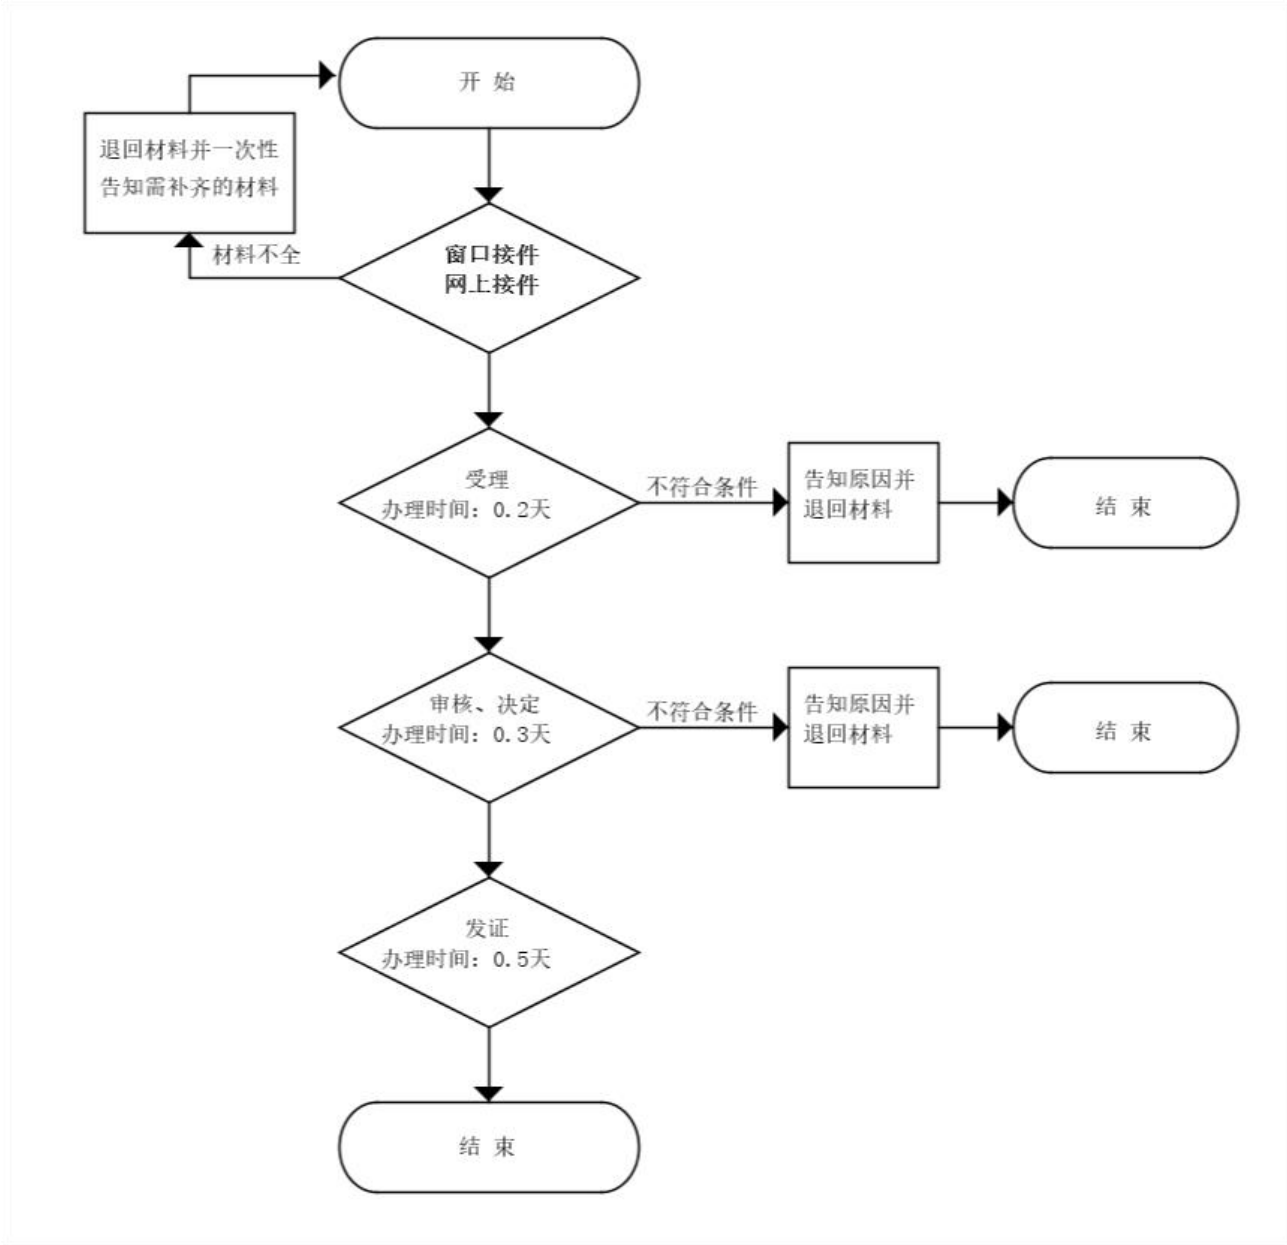 开 始
退回材料并一次性
告知需补齐的材料
材料不全
窗口接件
网上接件
受理
办理时间：0.2天
不符合条件
告知原因并
退回材料
结 束
审核、决定
办理时间：0.3天
不符合条件
告知原因并
退回材料
结 束
发证
办理时间：0.5天
结 束